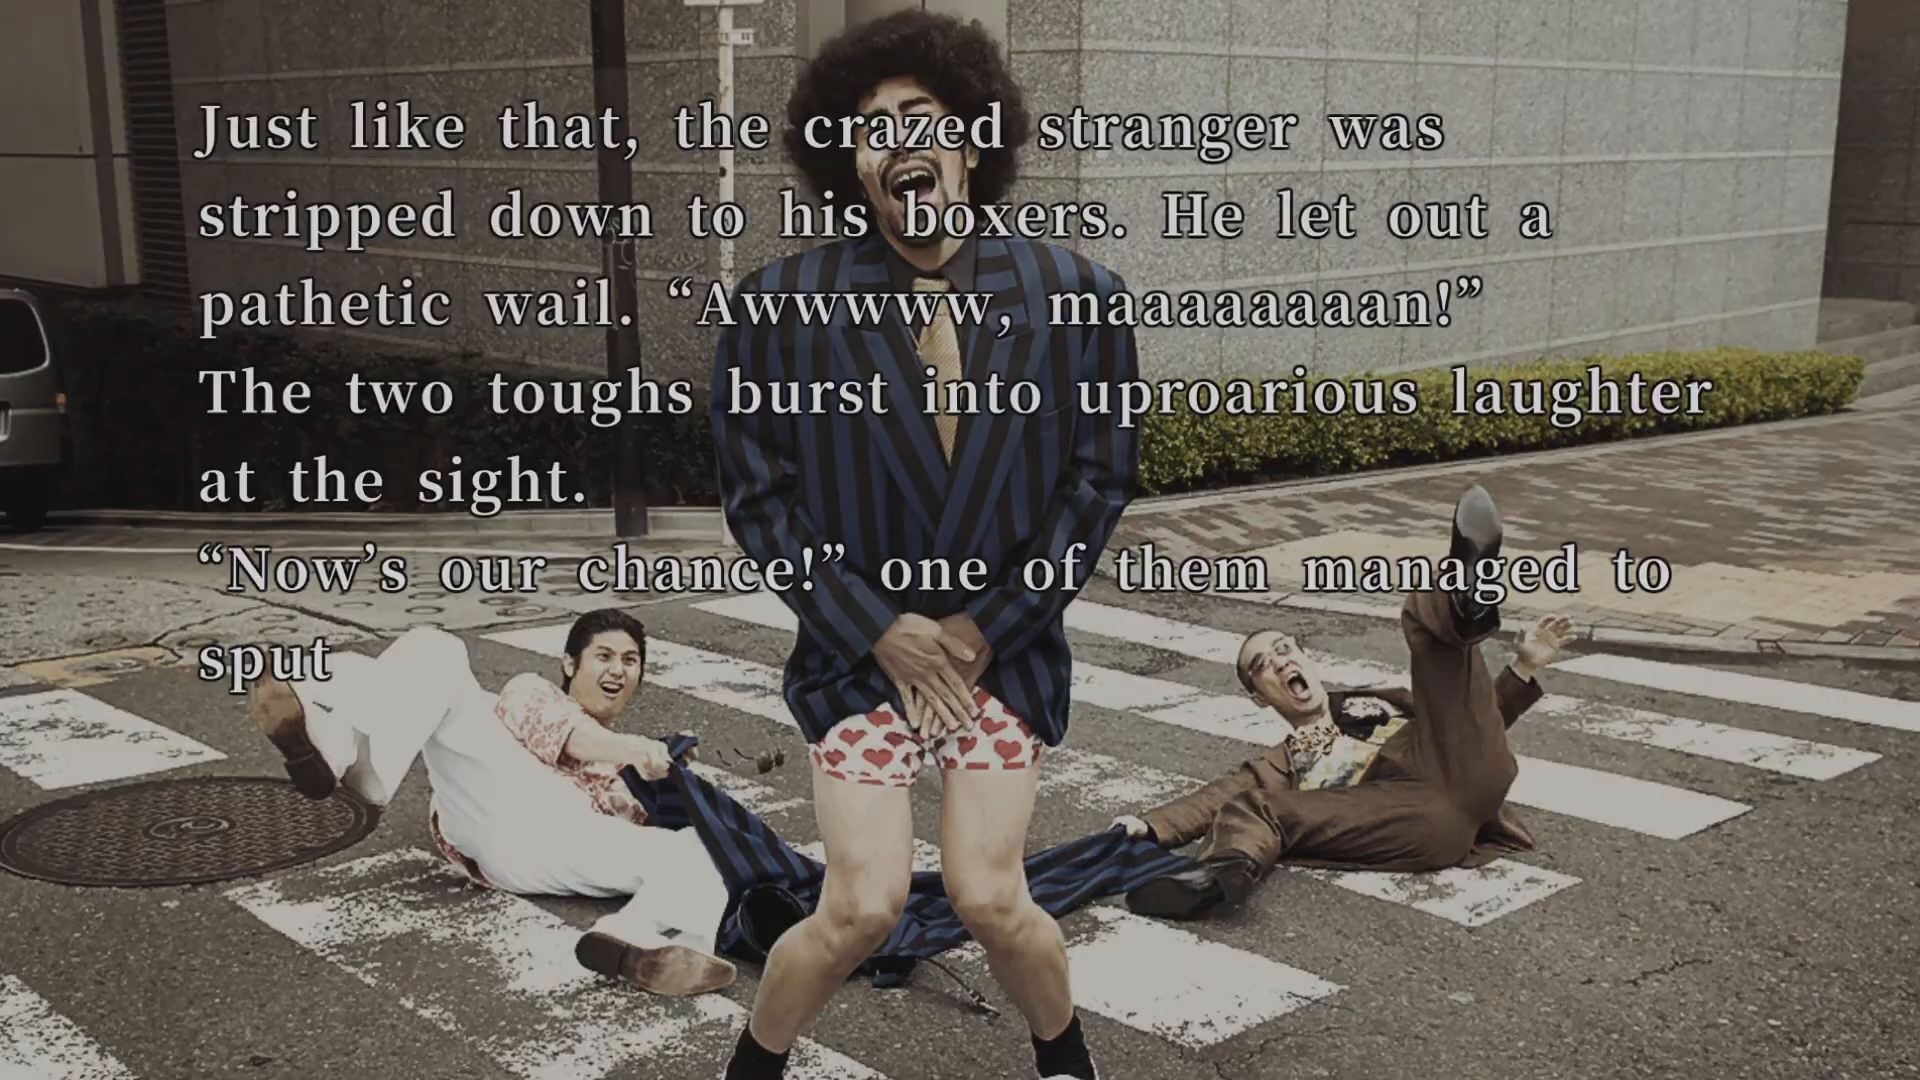 Just like that, the crazed stranger was
stripped down to his boxers. He let out a
pathetic wail. “Awwwww, maaaaaaaaan!”
The two toughs burst into uproarious laughter
at the sight.
“Now’s our chance!” one of them managed to
sput